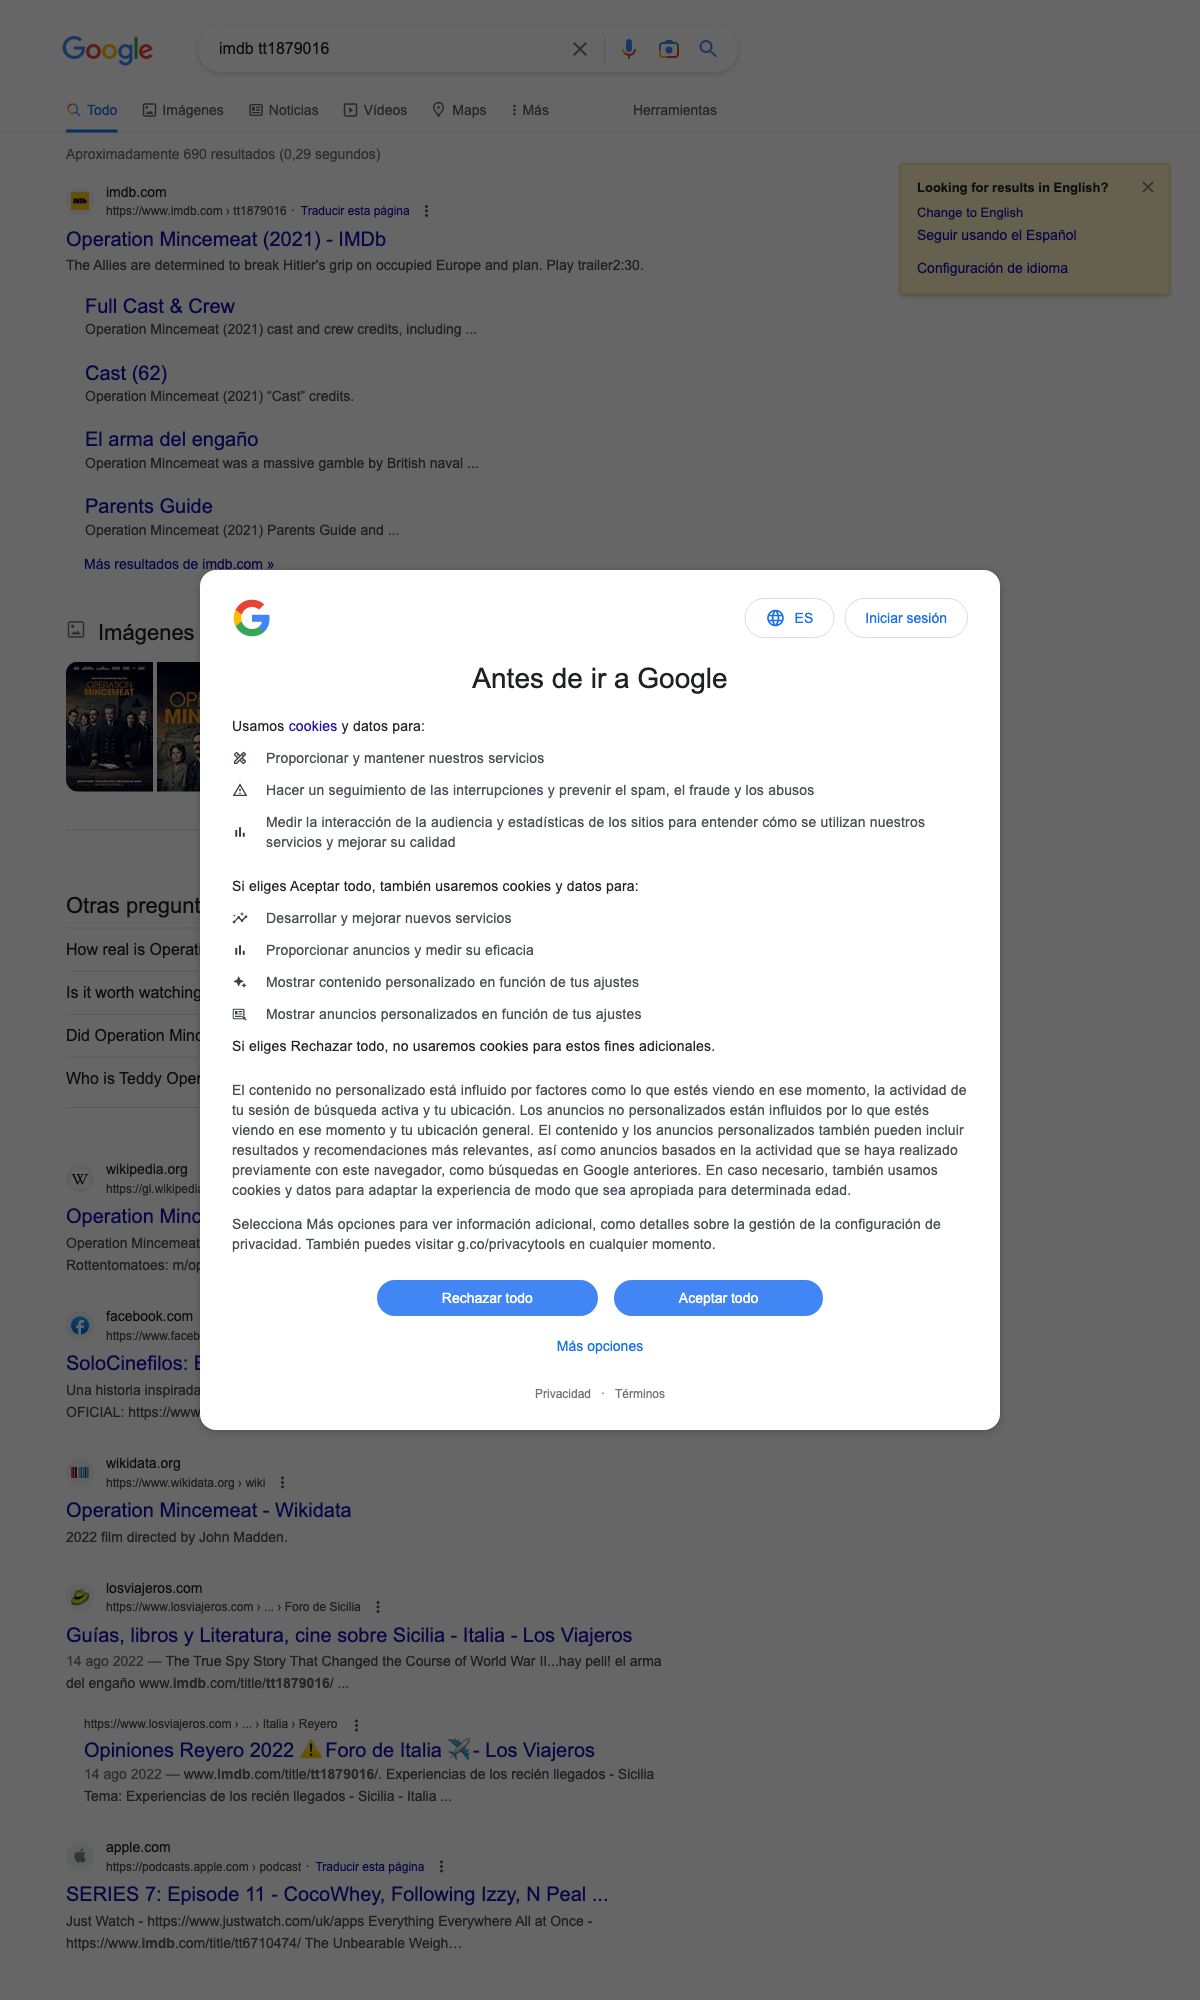 Google
imdb tt1879016
Todo
Imágenes
Noticias
Vídeos
Maps
Más
Herramientas
Aproximadamente 690 resultados (0,29 segundos)
Looking for results in English?
Change to English
Seguir usando el Español
Configuración de idioma
IMDb
imdb.com
https://www.imdb.com › tt1879016 · Traducir esta página
Operation Mincemeat (2021) - IMDb
The Allies are determined to break Hitler's grip on occupied Europe and plan. Play trailer2:30.
Full Cast & Crew
Operation Mincemeat (2021) cast and crew credits, including ...
Cast (62)
Operation Mincemeat (2021) “Cast” credits.
El arma del engaño
Operation Mincemeat was a massive gamble by British naval ...
Parents Guide
Operation Mincemeat (2021) Parents Guide and ...
Más resultados de imdb.com »
Imágenes
OPERATION
MINCEMEAT
Otras pregunt
How real is Operati
Is it worth watching
Did Operation Minc
Who is Teddy Oper
G
ES
Iniciar sesión
Antes de ir a Google
Usamos cookies y datos para:
Proporcionar y mantener nuestros servicios
Hacer un seguimiento de las interrupciones y prevenir el spam, el fraude y los abusos
Medir la interacción de la audiencia y estadísticas de los sitios para entender cómo se utilizan nuestros
servicios y mejorar su calidad
Si eliges Aceptar todo, también usaremos cookies y datos para:
Desarrollar y mejorar nuevos servicios
Proporcionar anuncios y medir su eficacia
Mostrar contenido personalizado en función de tus ajustes
Mostrar anuncios personalizados en función de tus ajustes
Si eliges Rechazar todo, no usaremos cookies para estos fines adicionales.
El contenido no personalizado está influido por factores como lo que estés viendo en ese momento, la actividad de
tu sesión de búsqueda activa y tu ubicación. Los anuncios no personalizados están influidos por lo que estés
viendo en ese momento y tu ubicación general. El contenido y los anuncios personalizados también pueden incluir
resultados y recomendaciones más relevantes, así como anuncios basados en la actividad que se haya realizado
previamente con este navegador, como búsquedas en Google anteriores. En caso necesario, también usamos
cookies y datos para adaptar la experiencia de modo que sea apropiada para determinada edad.
Selecciona Más opciones para ver información adicional, como detalles sobre la gestión de la configuración de
privacidad. También puedes visitar g.co/privacytools en cualquier momento.
Rechazar todo
Aceptar todo
Más opciones
Privacidad · Términos
W
wikipedia.org
https://gl.wikipedia
Operation Minc
Operation Mincemeat
Rottentomatoes: m/op
facebook.com
https://www.faceb
SoloCinefilos: E
Una historia inspirada
OFICIAL: https://www
wikidata.org
https://www.wikidata.org › wiki
Operation Mincemeat - Wikidata
2022 film directed by John Madden.
losviajeros.com
https://www.losviajeros.com › ... › Foro de Sicilia
Guías, libros y Literatura, cine sobre Sicilia - Italia - Los Viajeros
14 ago 2022 — The True Spy Story That Changed the Course of World War II...hay peli! el arma
del engaño www.imdb.com/title/tt1879016/ ...
https://www.losviajeros.com › ... › Italia › Reyero
Opiniones Reyero 2022 ⚠️ Foro de Italia ✈️ - Los Viajeros
14 ago 2022 — www.imdb.com/title/tt1879016/. Experiencias de los recién llegados - Sicilia
Tema: Experiencias de los recién llegados - Sicilia - Italia ...
apple.com
https://podcasts.apple.com › podcast · Traducir esta página
SERIES 7: Episode 11 - CocoWhey, Following Izzy, N Peal ...
Just Watch - https://www.justwatch.com/uk/apps Everything Everywhere All at Once -
https://www.imdb.com/title/tt6710474/ The Unbearable Weigh…